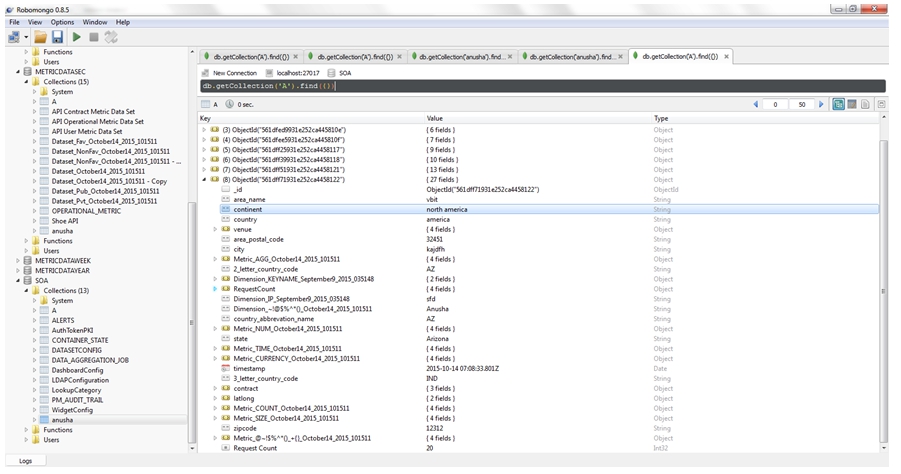 Robomongo 0.8.5
File View Options Window Help
Functions
Users
METRICDATASEC
Collections (15)
System
A
API Contract Metric Data Set
API Operational Metric Data Set
API User Metric Data Set
Dataset_Fav_October14_2015_101511
Dataset_NonFav_October14_2015_101511
Dataset_NonFav_October14_2015_101511 - ...
Dataset_October14_2015_101511
Dataset_October14_2015_101511 - Copy
Dataset_Pub_October14_2015_101511
Dataset_Pvt_October14_2015_101511
OPERATIONAL_METRIC
Shoe API
anusha
Functions
Users
METRICDATAWEEK
METRICDATAYEAR
SOA
Collections (13)
System
A
ALERTS
AuthTokenPKI
CONTAINER_STATE
DATASETCONFIG
DATA_AGGREGATION_JOB
DashboardConfig
LDAPConfiguration
LookupCategory
PM_AUDIT_TRAIL
WidgetConfig
anusha
Functions
Users
Logs
db.getCollection('A').find({}) db.getCollection('A').find({}) db.getCollection('anusha').find... db.getCollection('anusha').find... db.getCollection('A').find({})
New Connection localhost:27017 SOA
db.getCollection('A').find({})
A 0 sec. 0 50
Key Value Type
(3) ObjectId("561dfed9931e252ca445810e") { 6 fields } Object
(4) ObjectId("561dfee5931e252ca445810f") { 7 fields } Object
(5) ObjectId("561dff25931e252ca4458117") { 9 fields } Object
(6) ObjectId("561dff39931e252ca4458118") { 10 fields } Object
(7) ObjectId("561dff51931e252ca4458121") { 13 fields } Object
(8) ObjectId("561dff71931e252ca4458122") { 27 fields } Object
_id ObjectId("561dff71931e252ca4458122") ObjectId
area_name vbit String
continent north america String
country america String
venue { 4 fields } Object
area_postal_code 32451 String
city kajdfh String
Metric_AGG_October14_2015_101511 { 4 fields } Object
2_letter_country_code AZ String
Dimension_KEYNAME_September9_2015_035148 { 2 fields } Object
RequestCount { 4 fields } Object
Dimension_IP_September9_2015_035148 sfd String
Dimension_~!@$%^^()_October14_2015_101511 Anusha String
country_abbrevation_name AZ String
Metric_NUM_October14_2015_101511 { 4 fields } Object
state Arizona String
Metric_TIME_October14_2015_101511 { 4 fields } Object
Metric_CURRENCY_October14_2015_101511 { 4 fields } Object
timestamp 2015-10-14 07:08:33.801Z Date
3_letter_country_code IND String
contract { 3 fields } Object
latlong { 2 fields } Object
Metric_COUNT_October14_2015_101511 { 4 fields } Object
Metric_SIZE_October14_2015_101511 { 4 fields } Object
zipcode 12312 String
Metric_@~!$%^^()_+{}_October14_2015_101511 { 4 fields } Object
Request Count 20 Int32